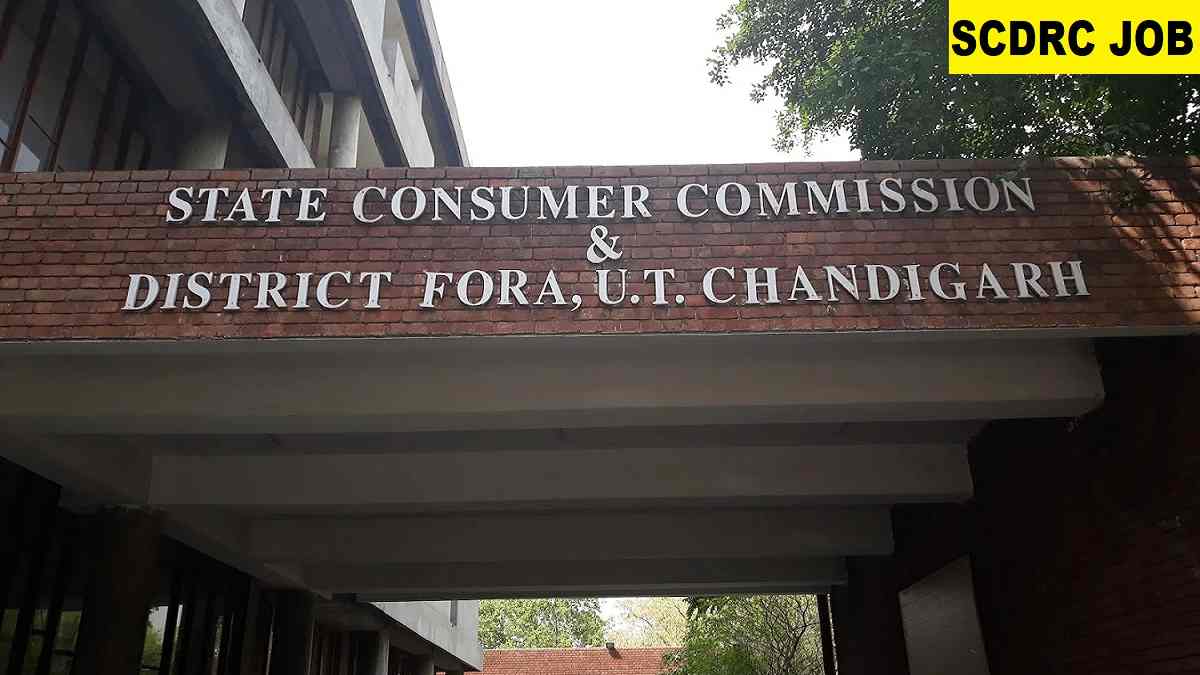 SCDRC JOB
STATE CONSUMER COMMISSION
&
DISTRICT FORA, U.T. CHANDIGARH